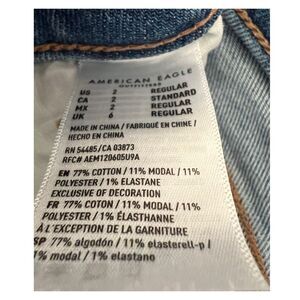 AMERICAN EAGLE
OUTFITTERS
US 2 REGULAR
CA 2 STANDARD
MX 2 REGULAR
UK 6 REGULAR
MADE IN CHINA / FABRIQUÉ EN CHINE /
HECHO EN CHINA
RN 54485/CA 03873
RFC# AEM120605U9A
EN 77% COTTON / 11% MODAL / 11%
POLYESTER / 1% ELASTANE
EXCLUSIVE OF DECORATION
FR 77% COTON / 11% MODAL / 11%
POLYESTER / 1% ÉLASTHANNE
À L'EXCEPTION DE LA GARNITURE
SP 77% algodón / 11% elasterell-p /
1% modal / 1% elastano